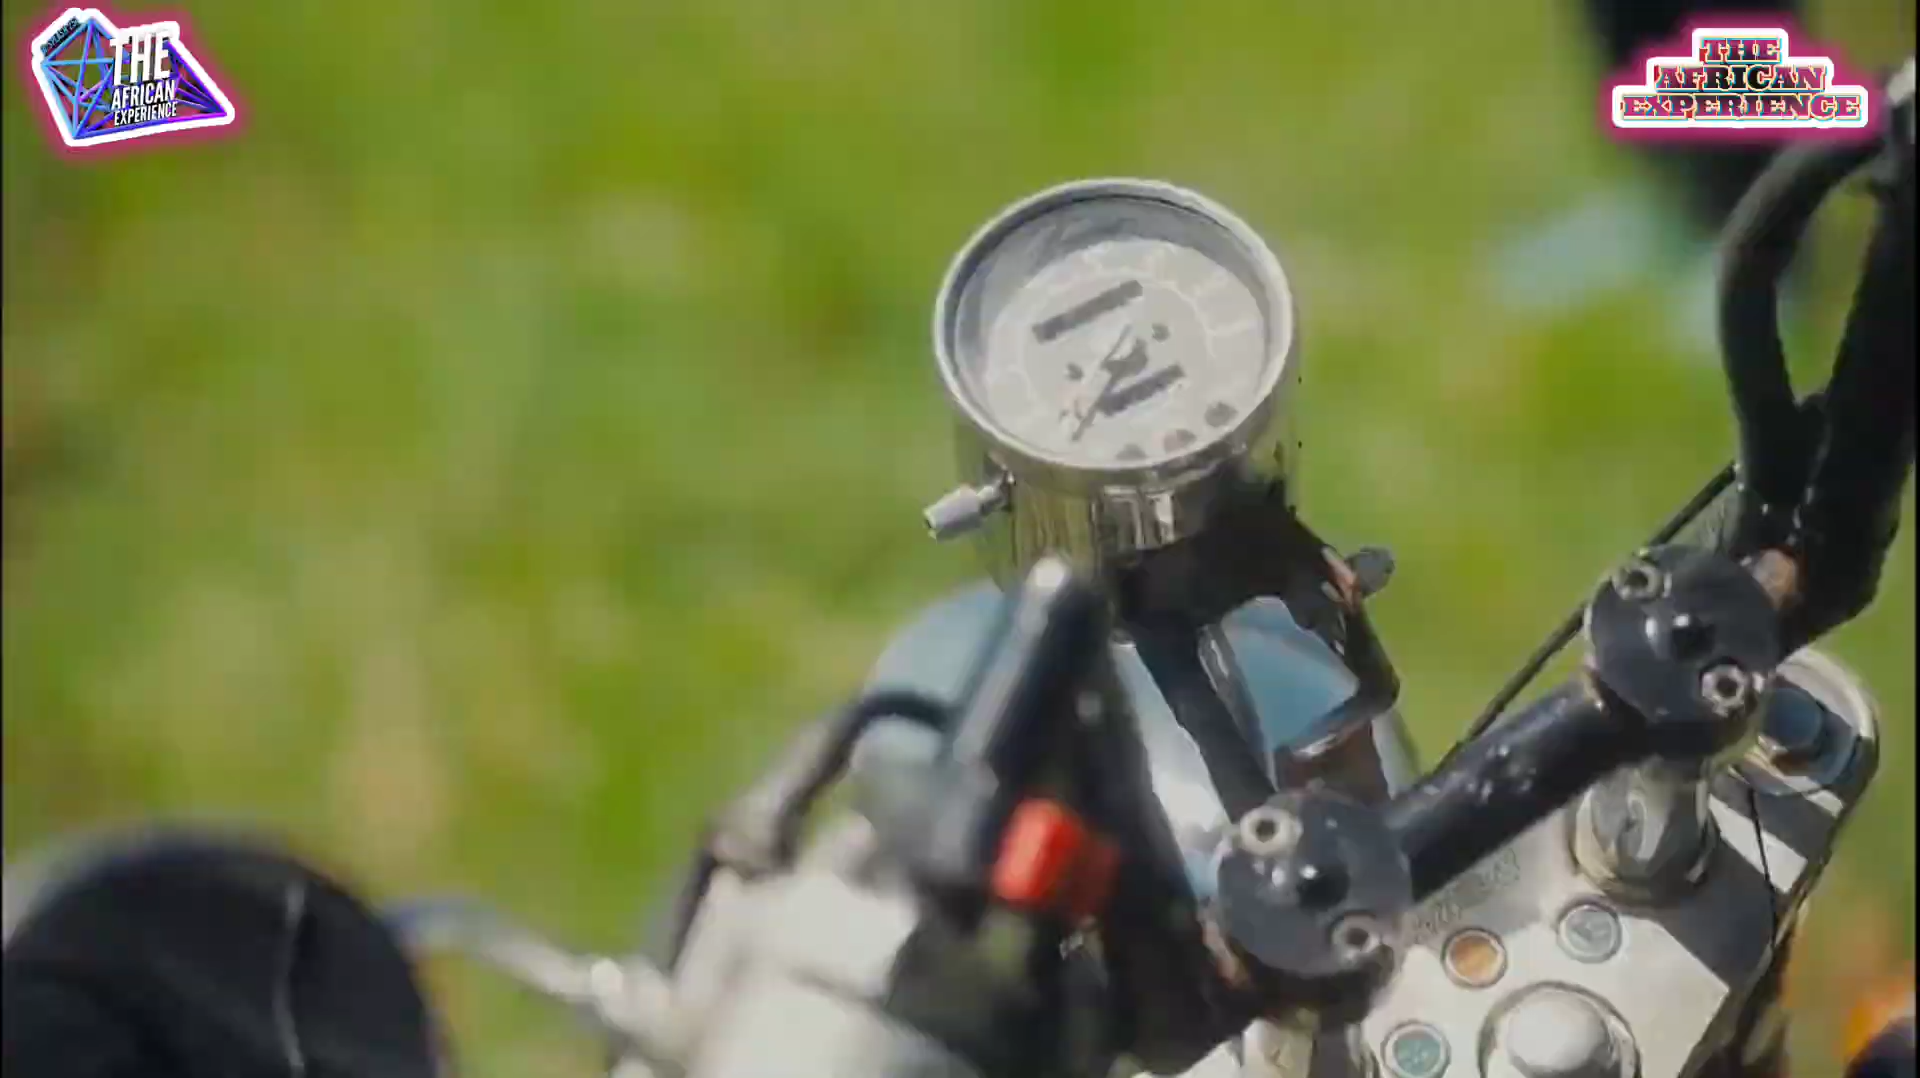 THE
AFRICAN
EXPERIENCE
THE
AFRICAN
EXPERIENCE